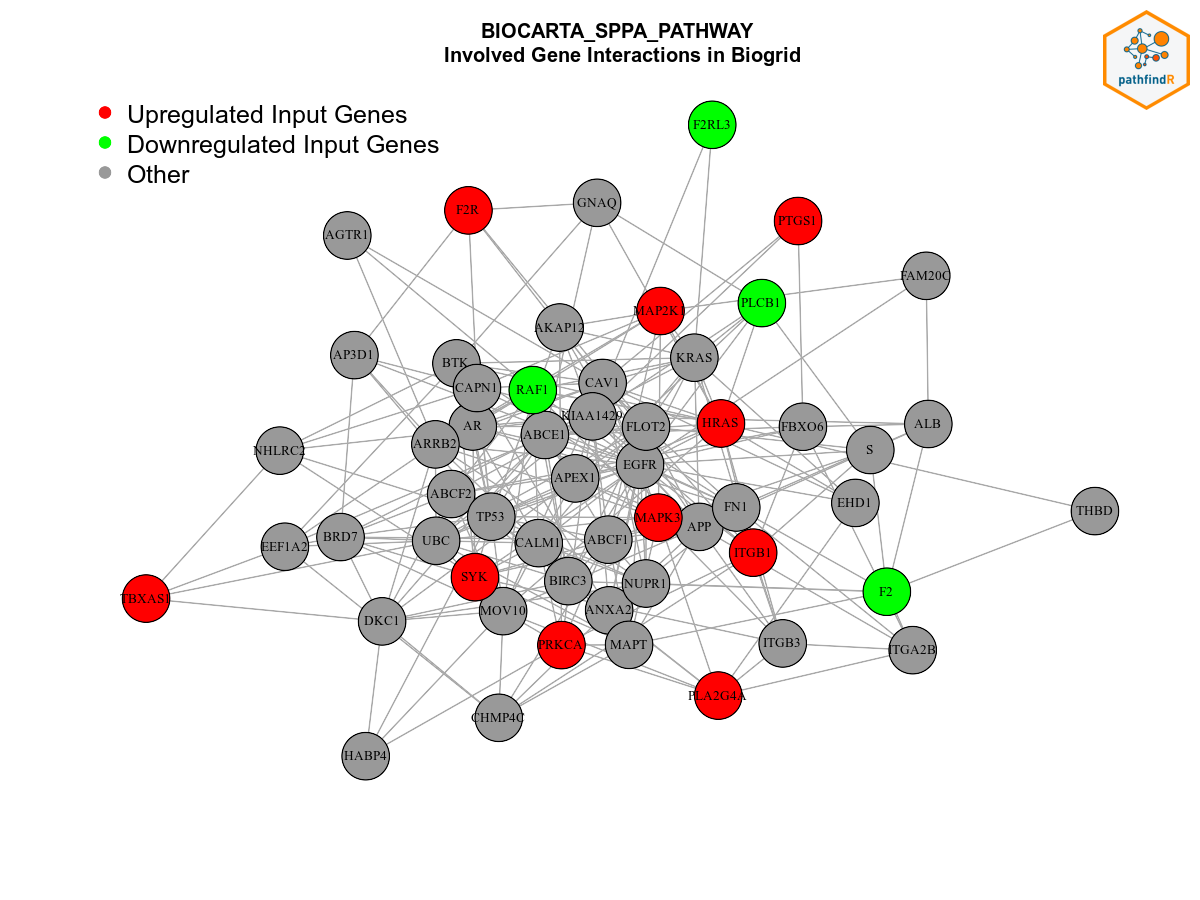 BIOCARTA_SPPA_PATHWAY
Involved Gene Interactions in Biogrid
pathfindR
Upregulated Input Genes
Downregulated Input Genes
Other
F2RL3
GNAQ
F2R
PTGS1
AGTR1
FAM20C
PLCB1
MAP2K1
AKAP12
AP3D1
KRAS
BTK
CAV1
CAPN1
RAF1
KIAA1429
HRAS
ALB
AR
FLOT2
FBXO6
ABCE1
ARRB2
NHLRC2
S
EGFR
APEX1
ABCF2
EHD1
FN1
THBD
TP53
MAPK3
APP
BRD7
UBC
ABCF1
CALM1
EEF1A2
ITGB1
SYK
BIRC3
NUPR1
F2
TBXAS1
MOV10
ANXA2
DKC1
PRKCA
MAPT
ITGB3
ITGA2B
PLA2G4A
CHMP4C
HABP4